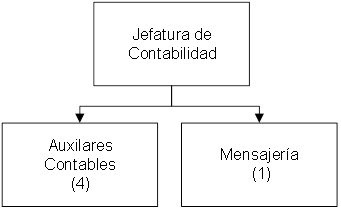 Jefatura de
Contabilidad
Auxilares
Contables
(4)
Mensajería
(1)